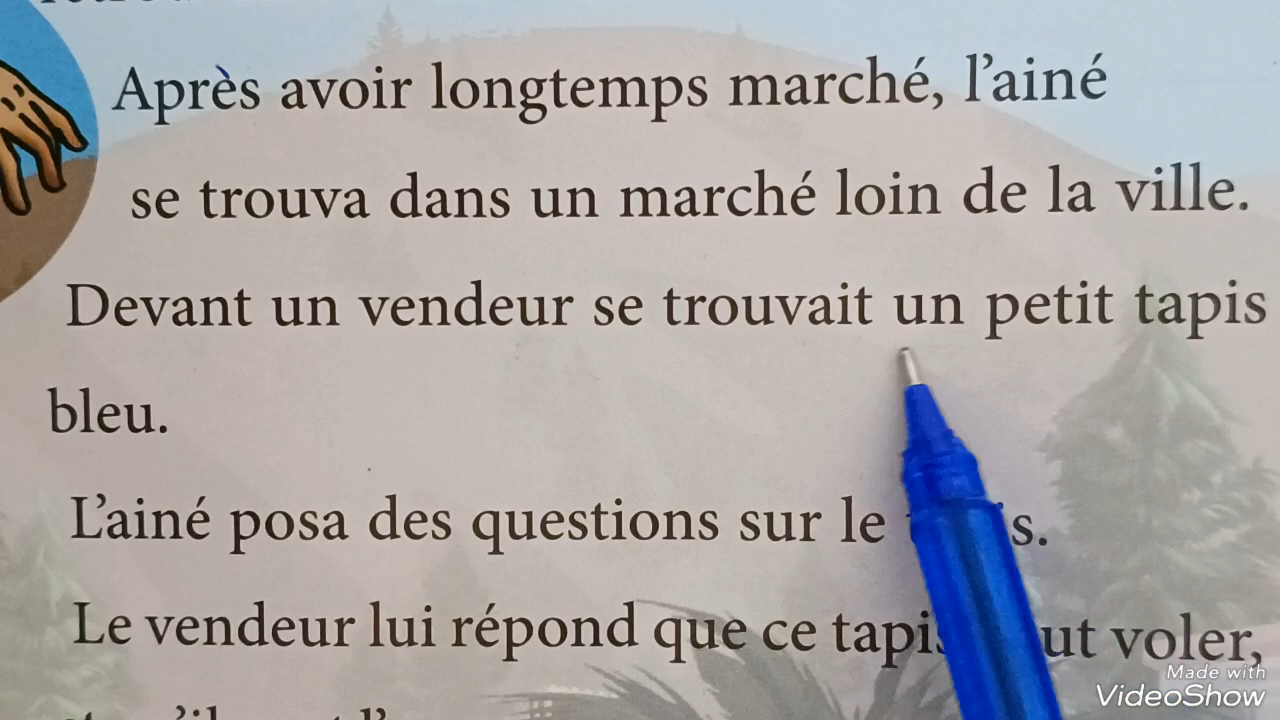 Après avoir longtemps marché, l'ainé
se trouva dans un marché loin de la ville.
Devant un vendeur se trouvait un petit tapis
bleu.
L'ainé posa des questions sur le
Le vendeur lui répond que ce voler,
Made with
VideoShow